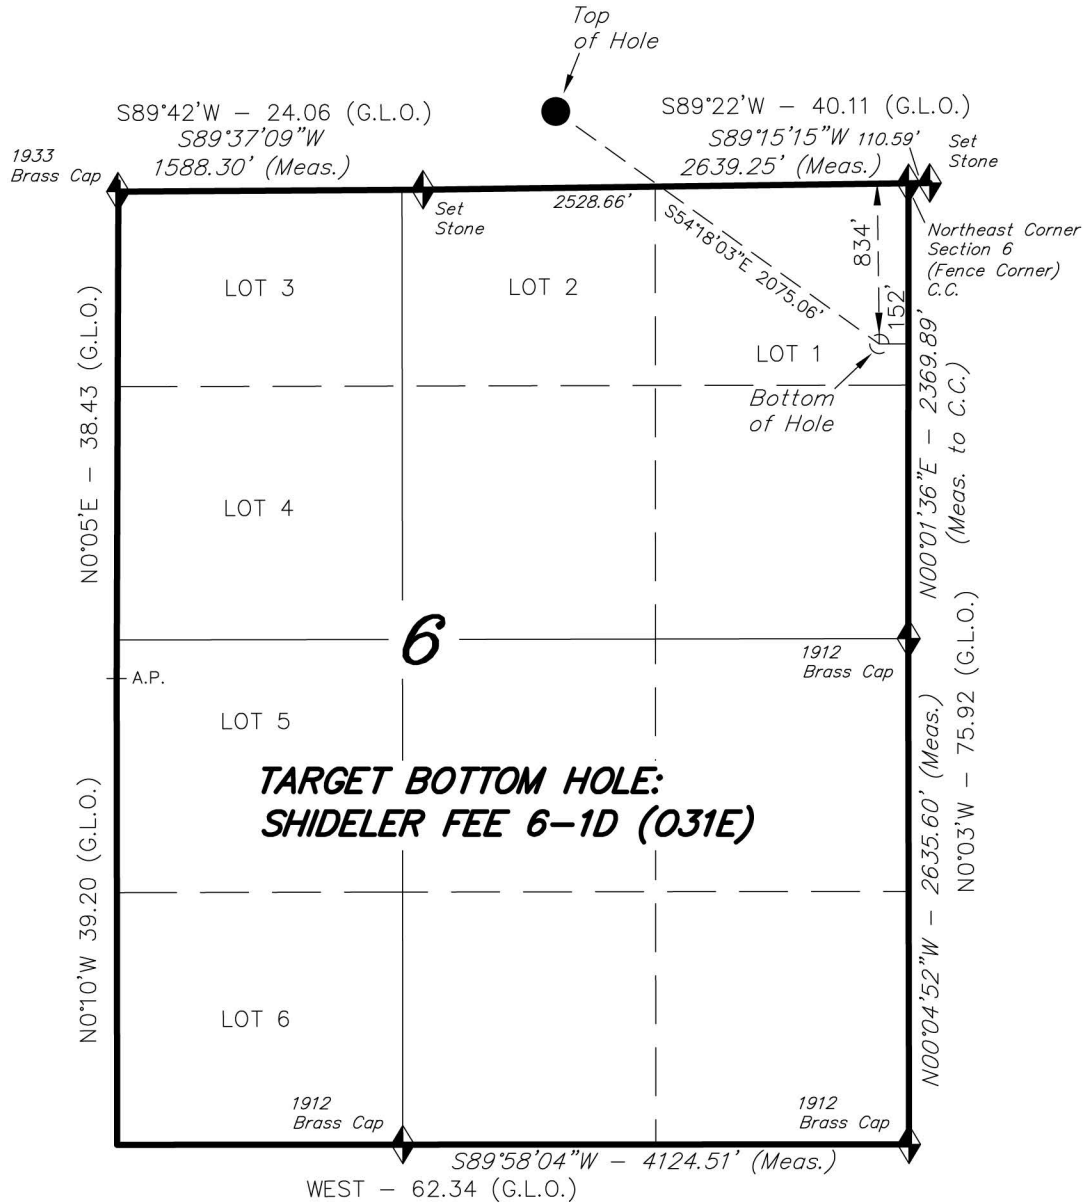 Top
of Hole
S89°42'W – 24.06 (G.L.O.)
S89°37'09"W
1588.30' (Meas.)
S89°22'W – 40.11 (G.L.O.)
S89°15'15"W 110.59'
2639.25' (Meas.)
Set
Stone
1933
Brass Cap
Set
Stone
2528.66'
S54°18'03"E 2075.06'
834'
152'
Northeast Corner
Section 6
(Fence Corner)
C.C.
LOT 3
LOT 2
LOT 1
Bottom
of Hole
N0°05'E – 38.43 (G.L.O.)
N00°01'36"E – 2369.89'
(Meas. to C.C.)
LOT 4
6
1912
Brass Cap
A.P.
LOT 5
N0°03'W – 75.92 (G.L.O.)
TARGET BOTTOM HOLE:
SHIDELER FEE 6–1D (O31E)
N0°10'W 39.20 (G.L.O.)
N00°04'52"W – 2635.60' (Meas.)
LOT 6
1912
Brass Cap
1912
Brass Cap
S89°58'04"W – 4124.51' (Meas.)
WEST – 62.34 (G.L.O.)